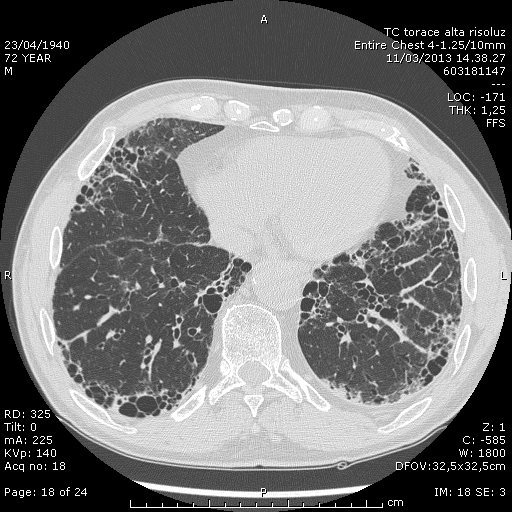 A
23/04/1940
72 YEAR
M
TC torace alta risoluz
Entire Chest 4-1.25/10mm
11/03/2013 14.38.27
603181147
---
LOC: -171
THK: 1,25
FFS
R
L
RD: 325
Tilt: 0
mA: 225
KVp: 140
Acq no: 18
Page: 18 of 24
P
cm
Z: 1
C: -585
W: 1800
DFOV:32,5x32,5cm
IM: 18 SE: 3